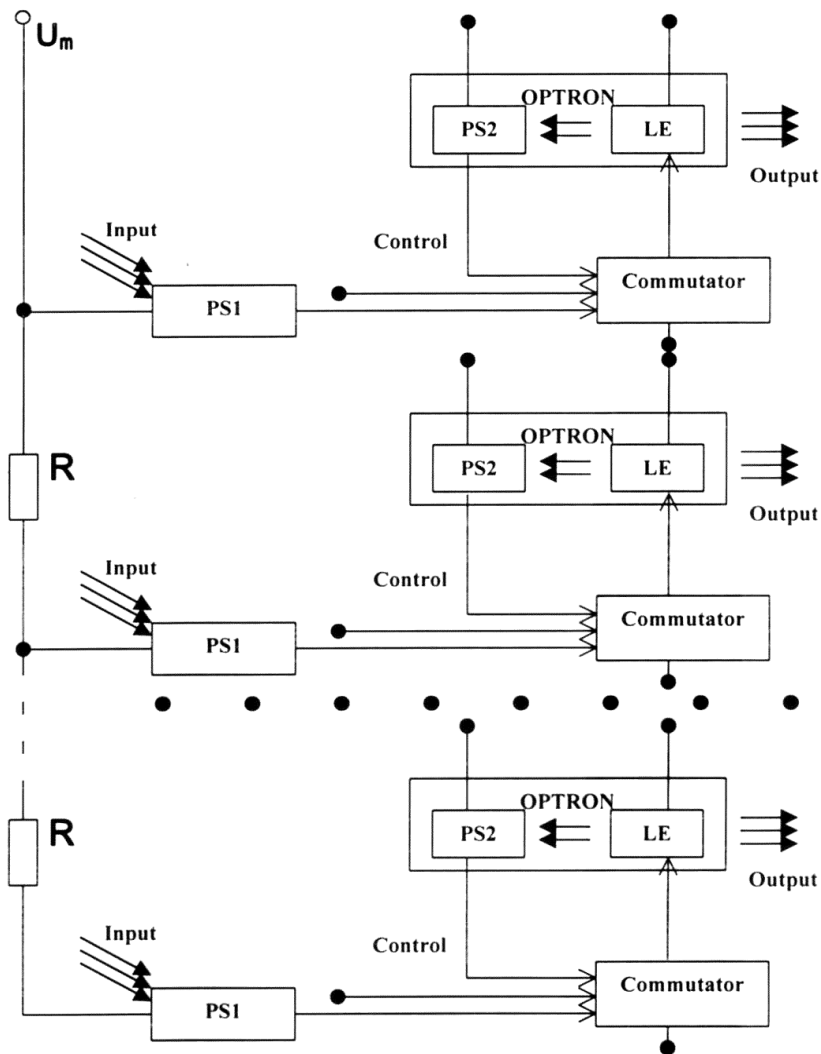 Um
OPTRON
PS2
LE
Output
Input
Control
Commutator
PS1
OPTRON
R
PS2
LE
Output
Input
Control
Commutator
PS1
OPTRON
R
PS2
LE
Output
Input
Control
Commutator
PS1